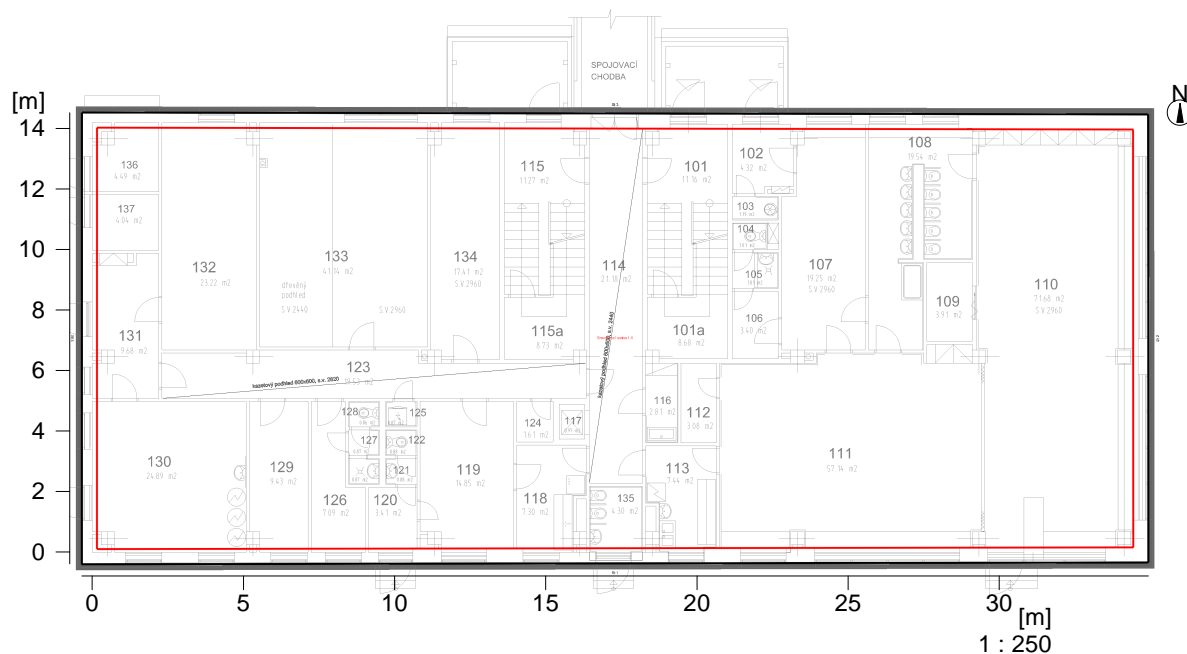 SPOJOVACÍ
CHODBA
[m]
N
14
12
10
8
6
4
2
0
136
4.49 m2
137
4.04 m2
132
23.22 m2
133
41.14 m2
dřevěný
podhled
S.V 2440
S.V.2960
134
17.41 m2
S.V.2960
115
11.27 m2
101
11.16 m2
102
4.32 m2
103
104
105
106
3.40 m2
107
19.25 m2
S.V.2960
108
19.54 m2
109
3.91 m2
110
71.68 m2
S.V 2960
114
21.18 m2
115a
8.73 m2
101a
8.68 m2
131
9.68 m2
123
kazetový podhled 600x600, s.v. 2620
kazetový podhled 600x600, s.v. 2440
130
24.89 m2
129
9.43 m2
128
125
127
122
121
126
7.09 m2
120
3.41 m2
119
14.85 m2
124
1.61 m2
117
118
7.30 m2
116
2.81 m2
112
3.08 m2
113
7.44 m2
135
4.30 m2
111
57.14 m2
0
5
10
15
20
25
30
[m]
1 : 250